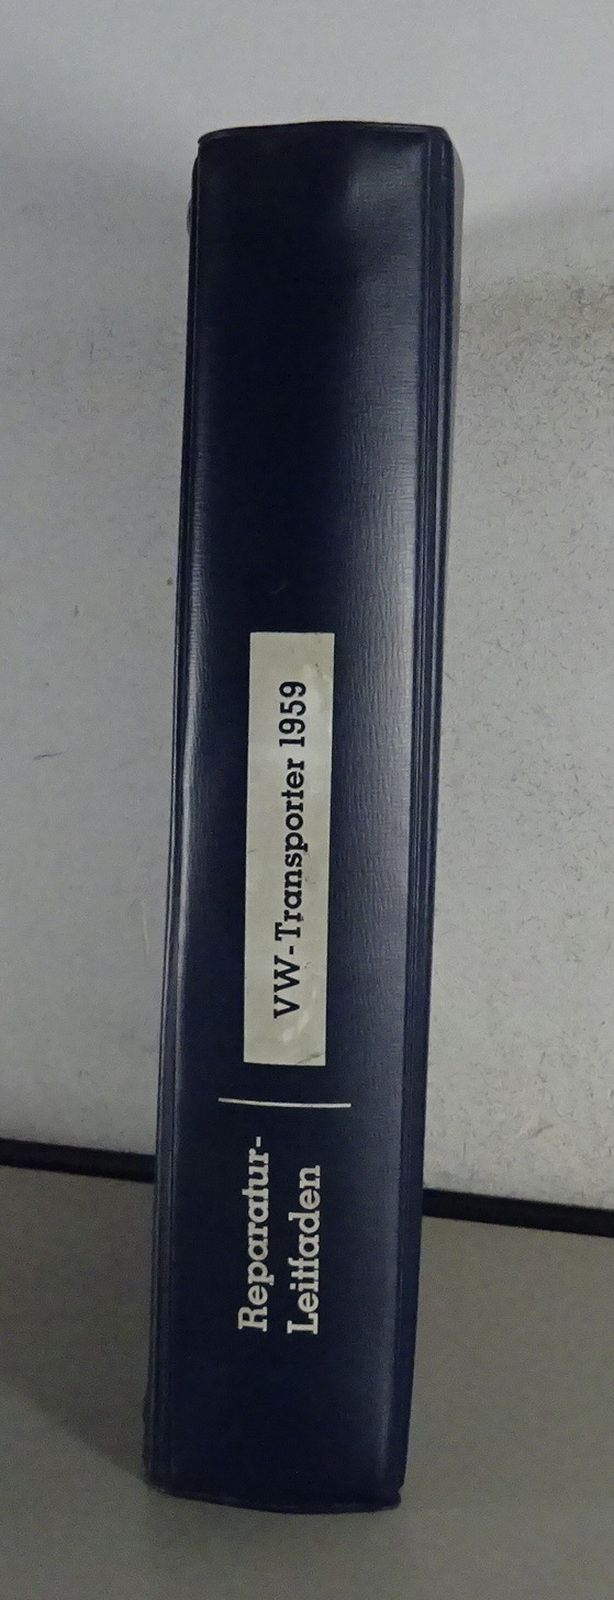 Reparatur-
Leitfaden
VW-Transporter 1959